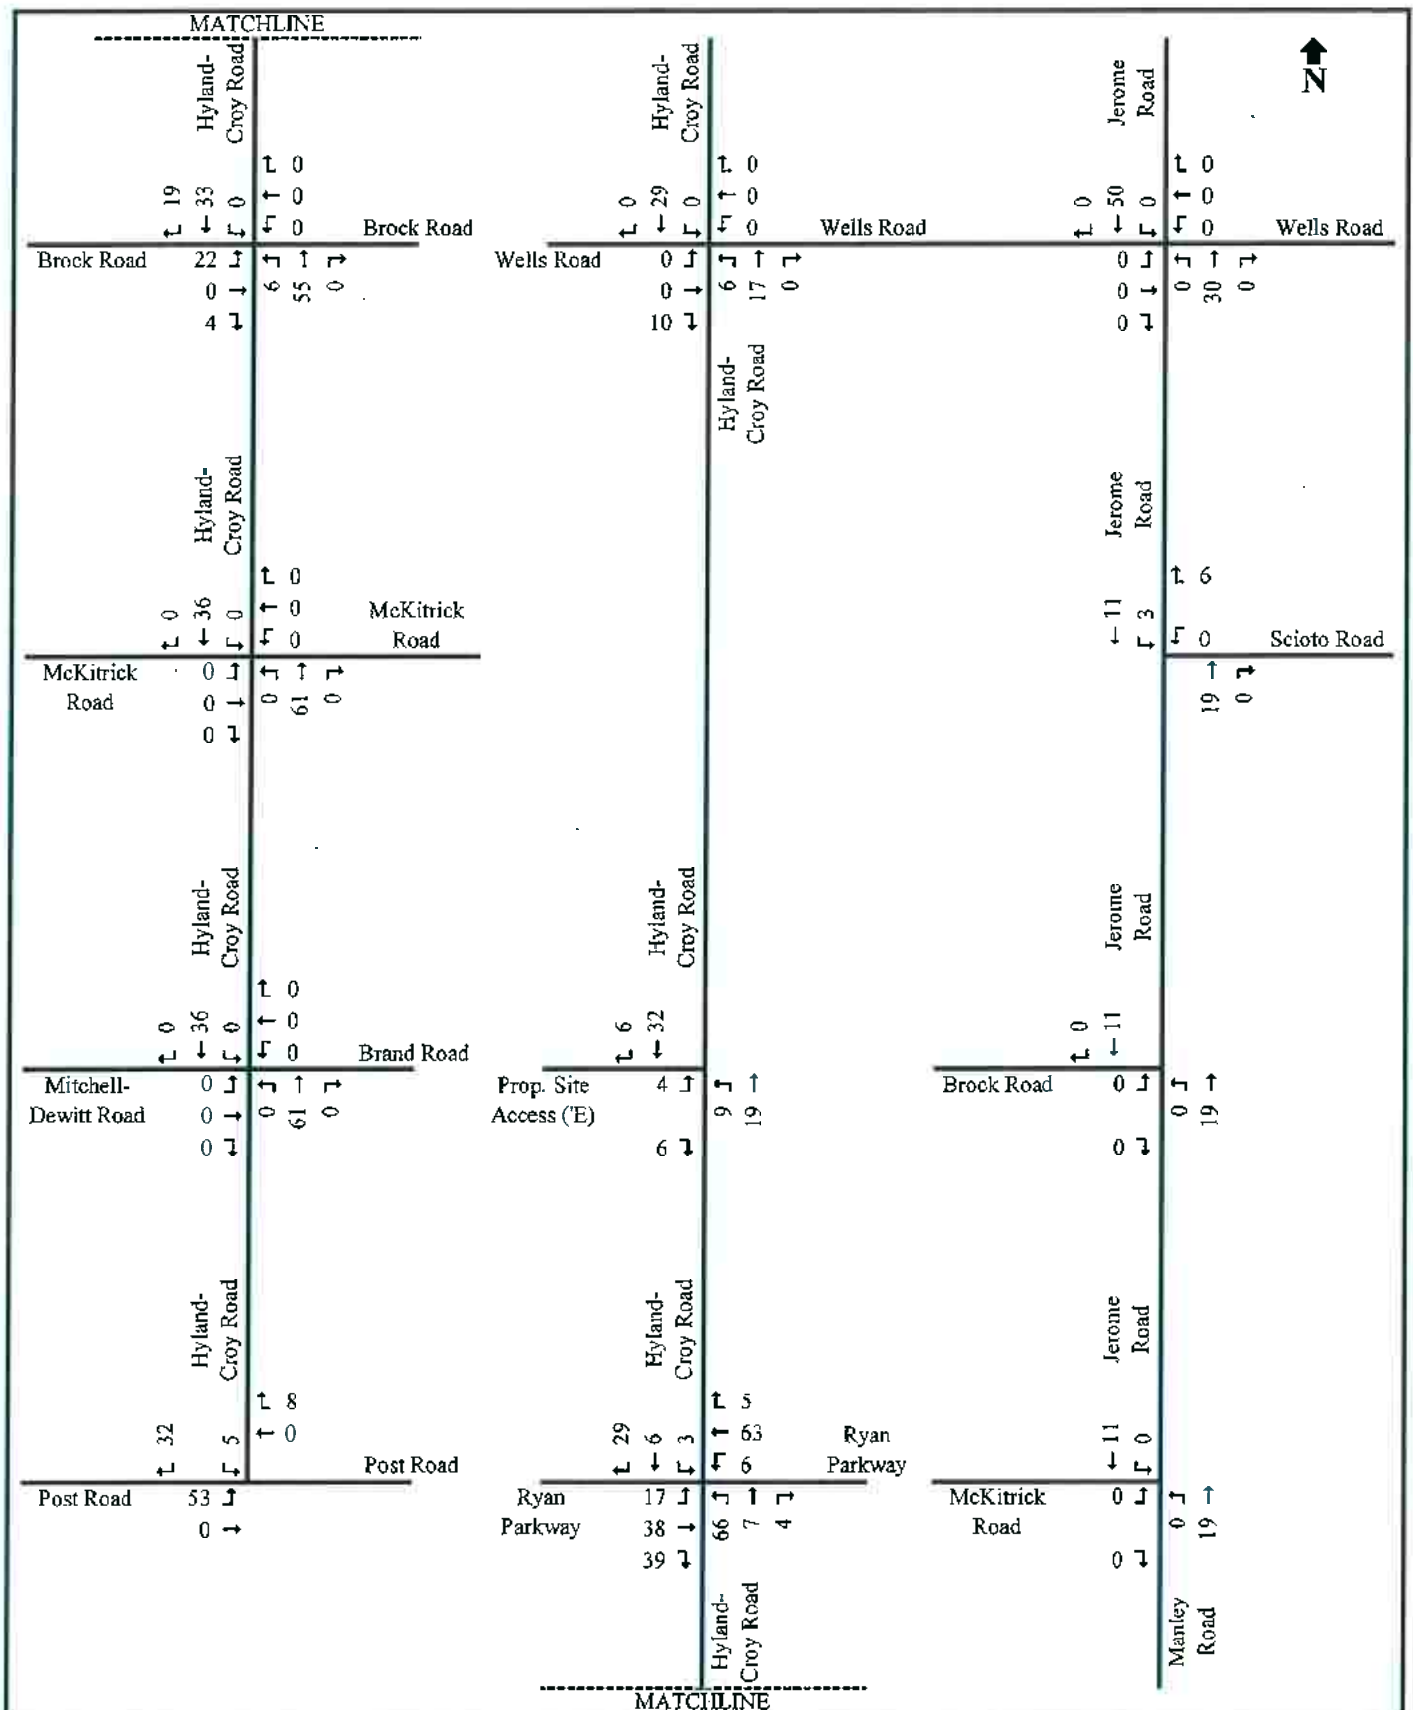 MATCHLINE
Hyland-
Croy Road
19
33
0
0
0
0
Brock Road
Brock Road
22
0
4
6
55
0
Hyland-
Croy Road
0
36
0
0
0
0
McKitrick
Road
McKitrick
Road
0
0
0
0
61
0
Hyland-
Croy Road
0
36
0
0
0
0
Brand Road
Mitchell-
Dewitt Road
0
0
0
0
61
0
Hyland-
Croy Road
32
5
8
0
Post Road
Post Road
53
0
Hyland-
Croy Road
0
29
0
0
0
0
Wells Road
Wells Road
0
0
10
6
17
0
Hyland-
Croy Road
Hyland-
Croy Road
6
32
Prop. Site
Access ('E)
4
6
9
19
Hyland-
Croy Road
29
6
3
5
63
6
Ryan
Parkway
Ryan
Parkway
17
38
39
66
7
4
Hyland-
Croy Road
MATCHLINE
N
Jerome
Road
0
50
0
0
0
0
Wells Road
0
0
0
0
30
0
Jerome
Road
11
3
6
0
Scioto Road
19
0
Jerome
Road
0
11
Brock Road
0
0
0
19
Jerome
Road
11
0
McKitrick
Road
0
0
0
19
Manley
Road